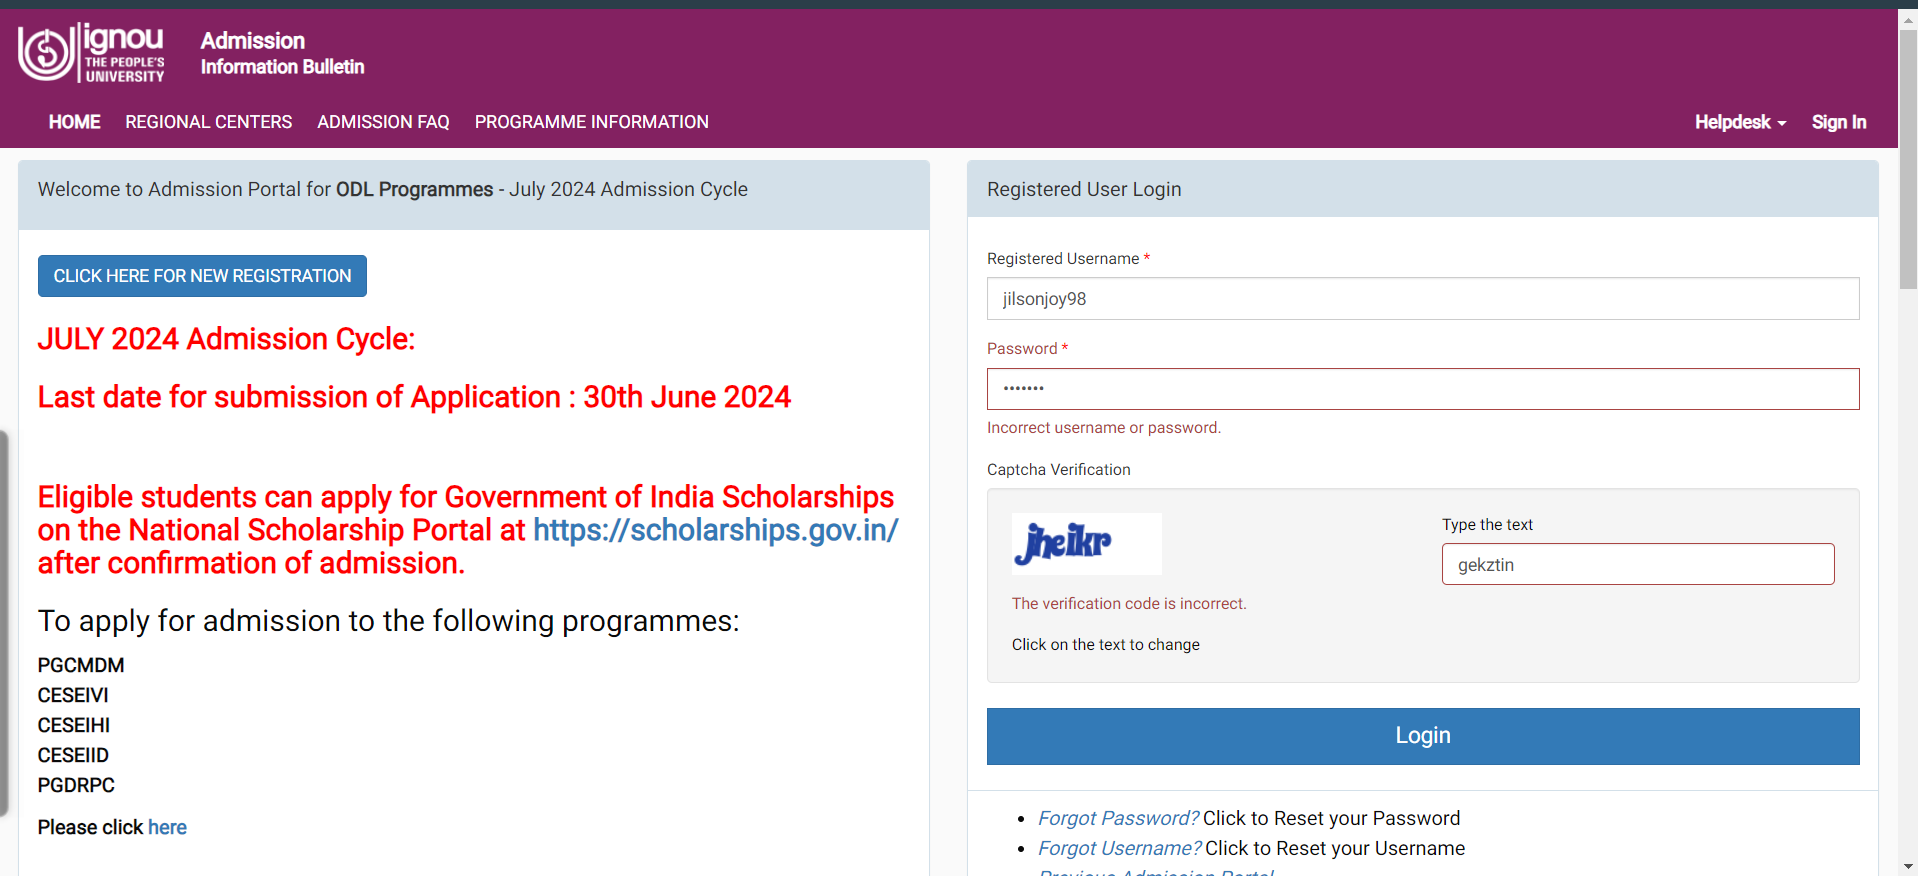 ignou
THE PEOPLE'S
UNIVERSITY
Admission
Information Bulletin
HOME REGIONAL CENTERS ADMISSION FAQ PROGRAMME INFORMATION Helpdesk Sign In
Welcome to Admission Portal for ODL Programmes - July 2024 Admission Cycle
CLICK HERE FOR NEW REGISTRATION
JULY 2024 Admission Cycle:
Last date for submission of Application : 30th June 2024
Eligible students can apply for Government of India Scholarships
on the National Scholarship Portal at https://scholarships.gov.in/
after confirmation of admission.
To apply for admission to the following programmes:
PGCMDM
CESEIVI
CESEIHI
CESEIID
PGDRPC
Please click here
Registered User Login
Registered Username *
jilsonjoy98
Password *
•••••••
Incorrect username or password.
Captcha Verification
jheikr
Type the text
gekztin
The verification code is incorrect.
Click on the text to change
Login
Forgot Password? Click to Reset your Password
Forgot Username? Click to Reset your Username
Previous Admission Portal